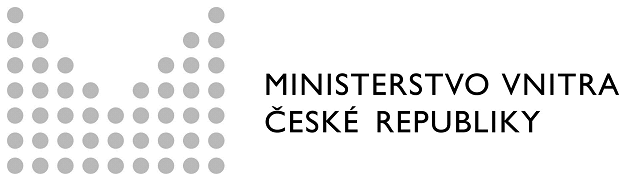 MINISTERSTVO VNITRA
ČESKÉ REPUBLIKY